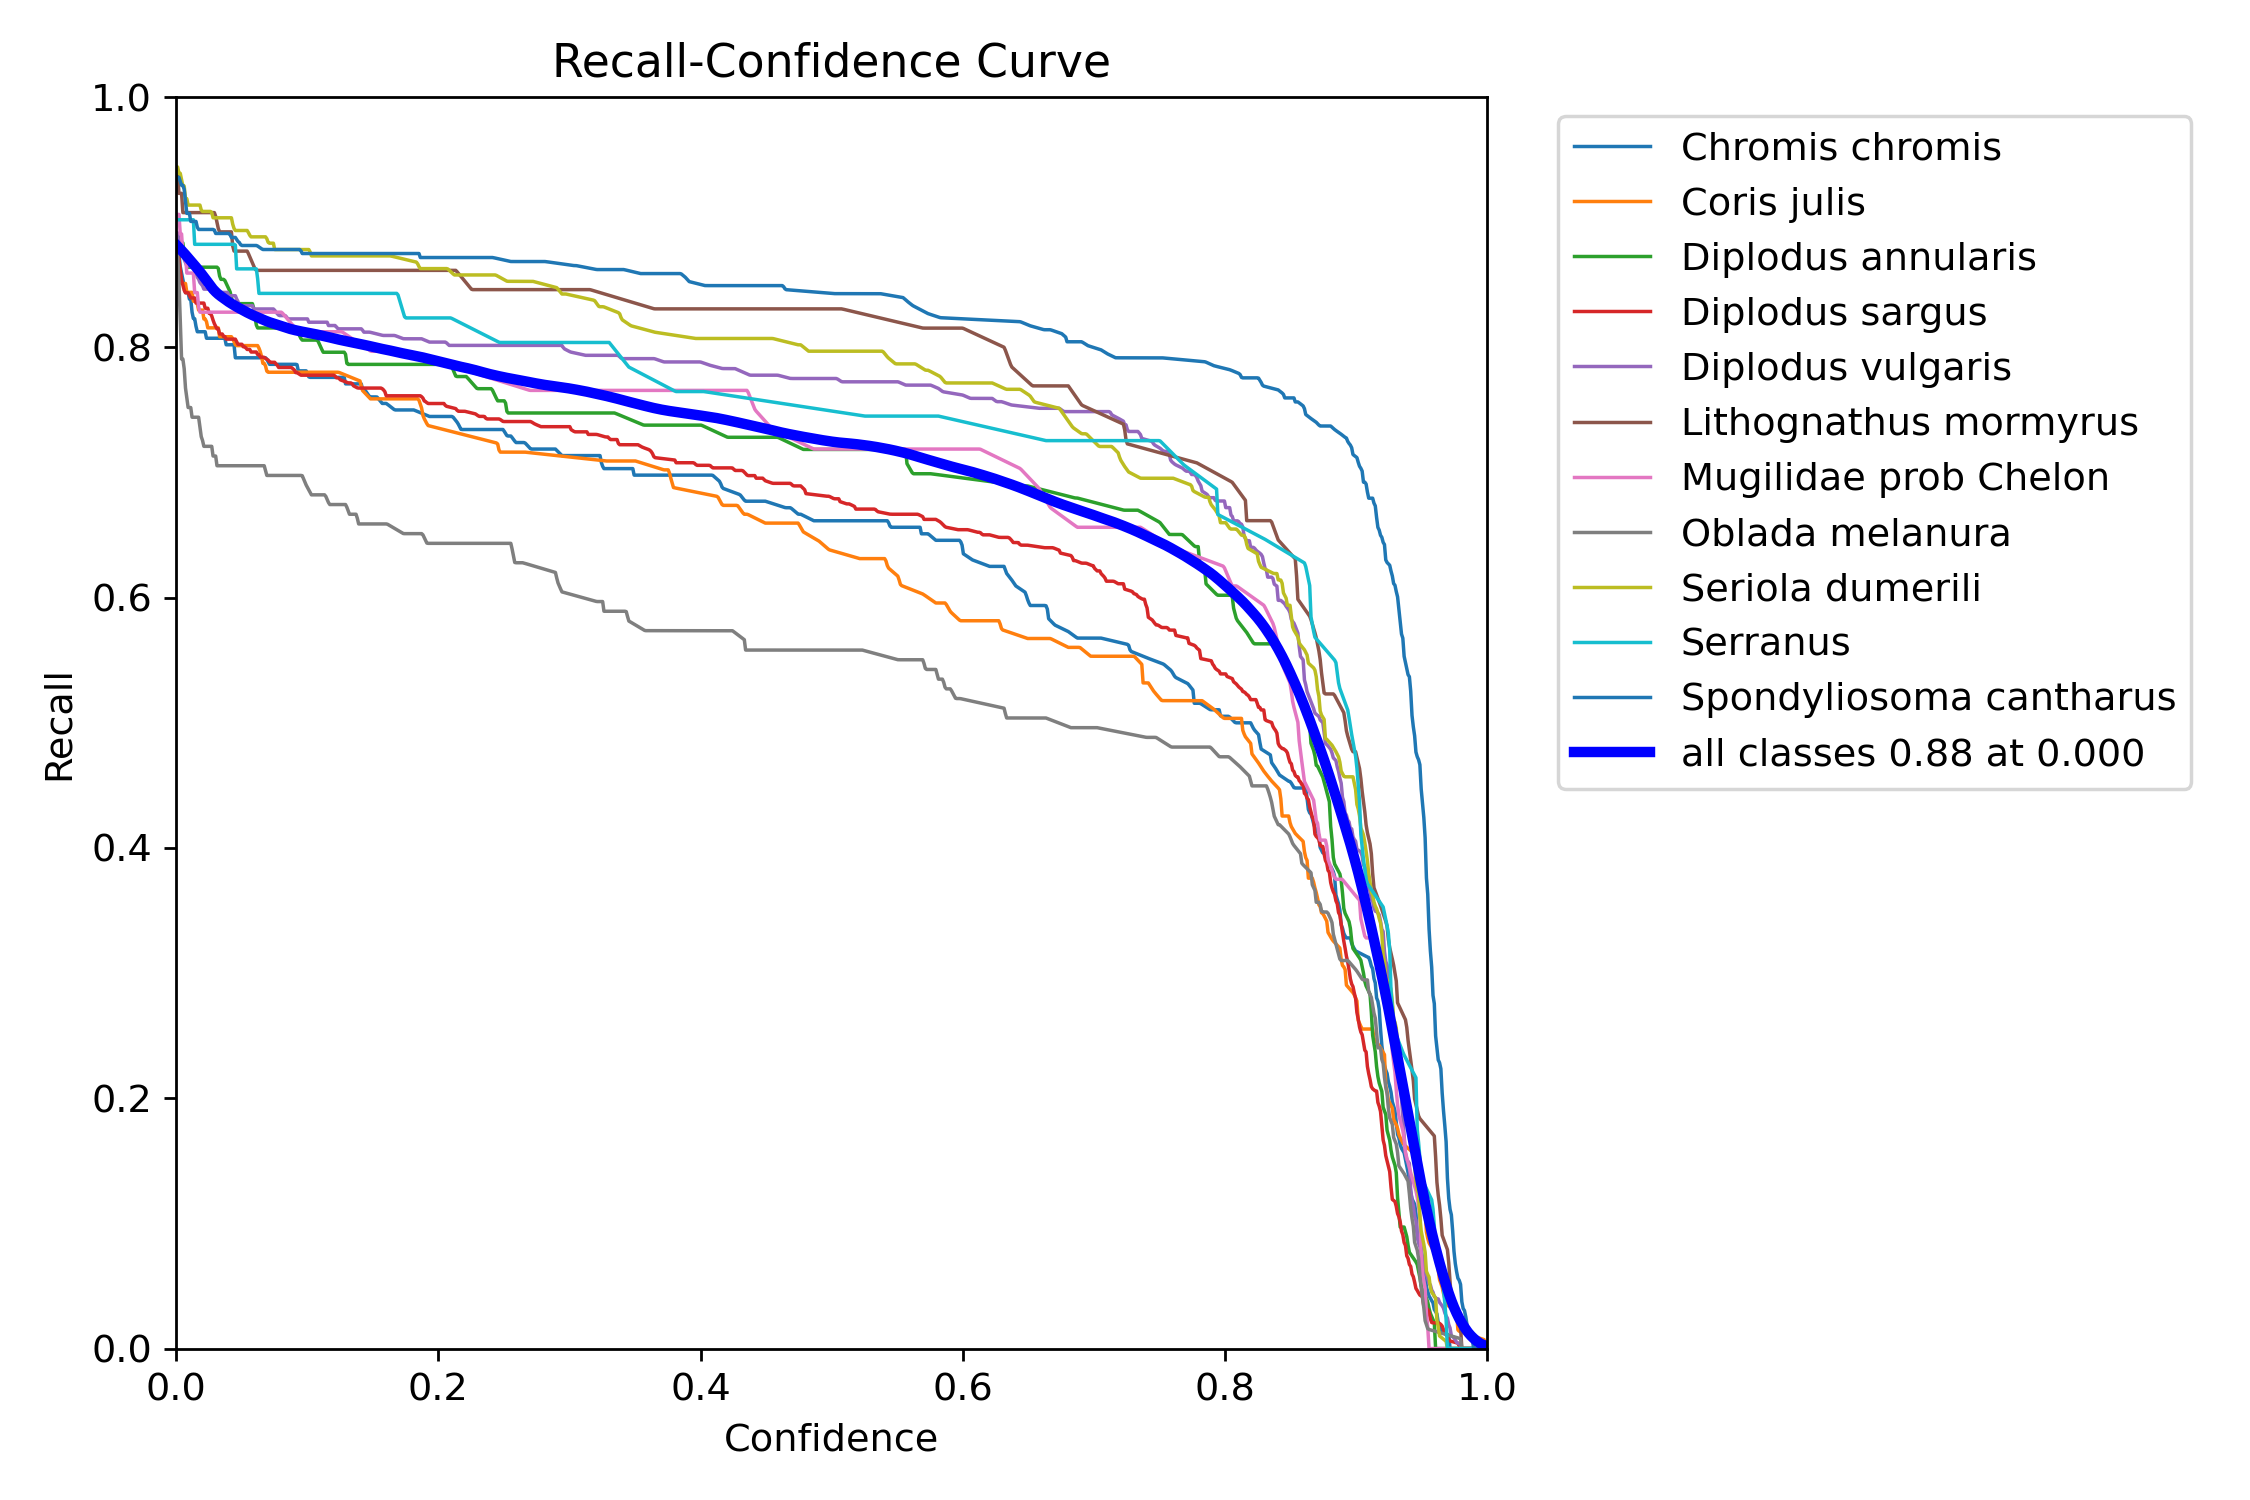 Recall-Confidence Curve
1.0
0.8
0.6
0.4
0.2
0.0
Recall
0.0 0.2 0.4 0.6 0.8 1.0
Confidence
Chromis chromis
Coris julis
Diplodus annularis
Diplodus sargus
Diplodus vulgaris
Lithognathus mormyrus
Mugilidae prob Chelon
Oblada melanura
Seriola dumerili
Serranus
Spondyliosoma cantharus
all classes 0.88 at 0.000